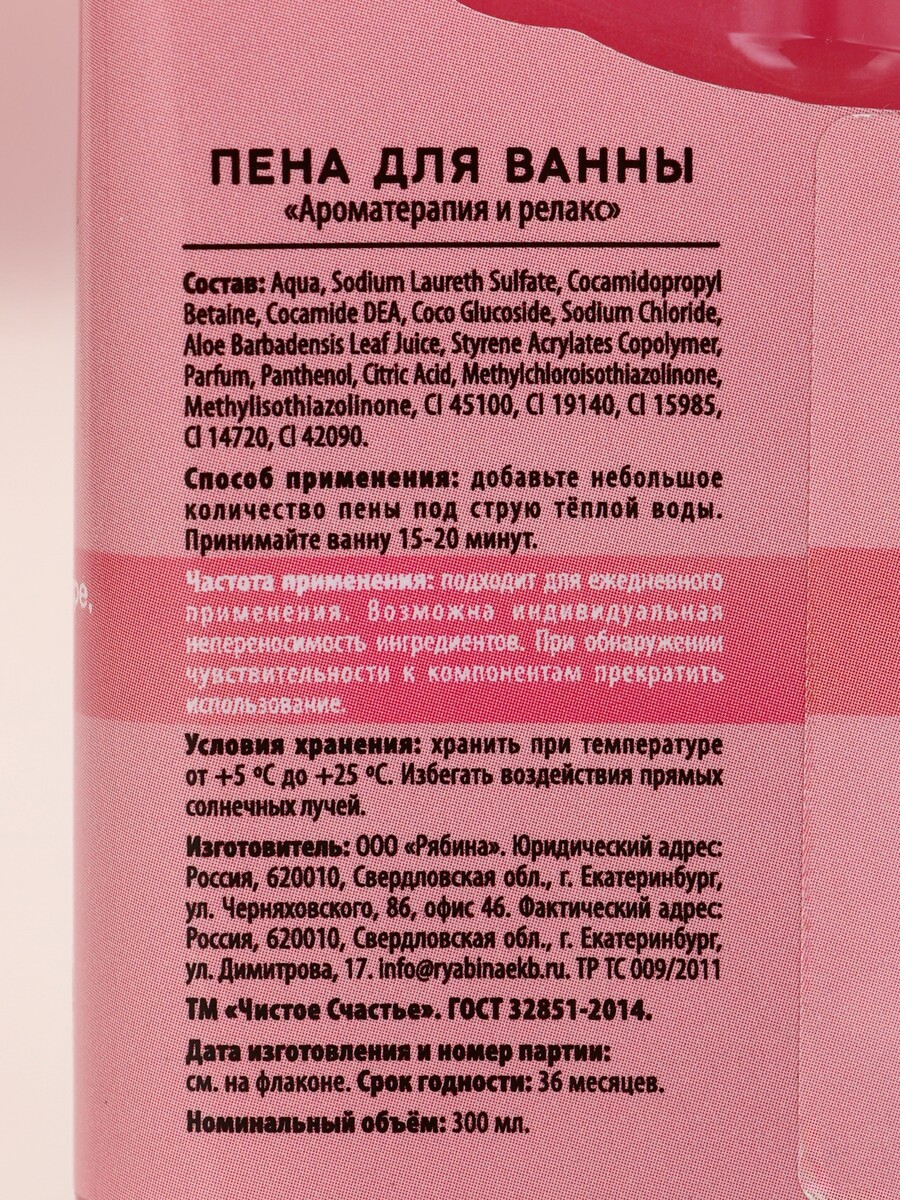 ПЕНА ДЛЯ ВАННЫ
«Ароматерапия и релакс»
Состав: Aqua, Sodium Laureth Sulfate, Cocamidopropyl
Betaine, Cocamide DEA, Coco Glucoside, Sodium Chloride,
Aloe Barbadensis Leaf Juice, Styrene Acrylates Copolymer,
Parfum, Panthenol, Citric Acid, Methylchloroisothiazolinone,
Methylisothiazolinone, Cl 45100, Cl 19140, Cl 15985,
Cl 14720, Cl 42090.
Способ применения: добавьте небольшое
количество пены под струю тёплой воды.
Принимайте ванну 15-20 минут.
Частота применения: подходит для ежедневного
применения. Возможна индивидуальная
непереносимость ингредиентов. При обнаружении
чувствительности к компонентам прекратить
использование.
Условия хранения: хранить при температуре
от +5 ºС до +25 ºС. Избегать воздействия прямых
солнечных лучей.
Изготовитель: ООО «Рябина». Юридический адрес:
Россия, 620010, Свердловская обл., г. Екатеринбург,
ул. Черняховского, 86, офис 46. Фактический адрес:
Россия, 620010, Свердловская обл., г. Екатеринбург,
ул. Димитрова, 17. info@ryabinaekb.ru. ТР ТС 009/2011
ТМ «Чистое Счастье». ГОСТ 32851-2014.
Дата изготовления и номер партии:
см. на флаконе. Срок годности: 36 месяцев.
Номинальный объём: 300 мл.